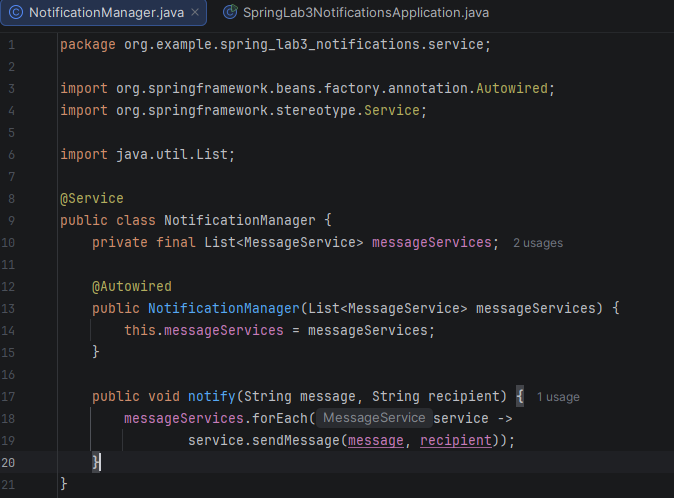 NotificationManager.java × SpringLab3NotificationsApplication.java
1 package org.example.spring_lab3_notifications.service;
2
3 import org.springframework.beans.factory.annotation.Autowired;
4 import org.springframework.stereotype.Service;
5
6 import java.util.List;
7
8 @Service
9 public class NotificationManager {
10 private final List<MessageService> messageServices; 2 usages
11
12 @Autowired
13 public NotificationManager(List<MessageService> messageServices) {
14 this.messageServices = messageServices;
15 }
16
17 public void notify(String message, String recipient) { 1 usage
18 messageServices.forEach( MessageService service ->
19 service.sendMessage(message, recipient));
20 }
21 }